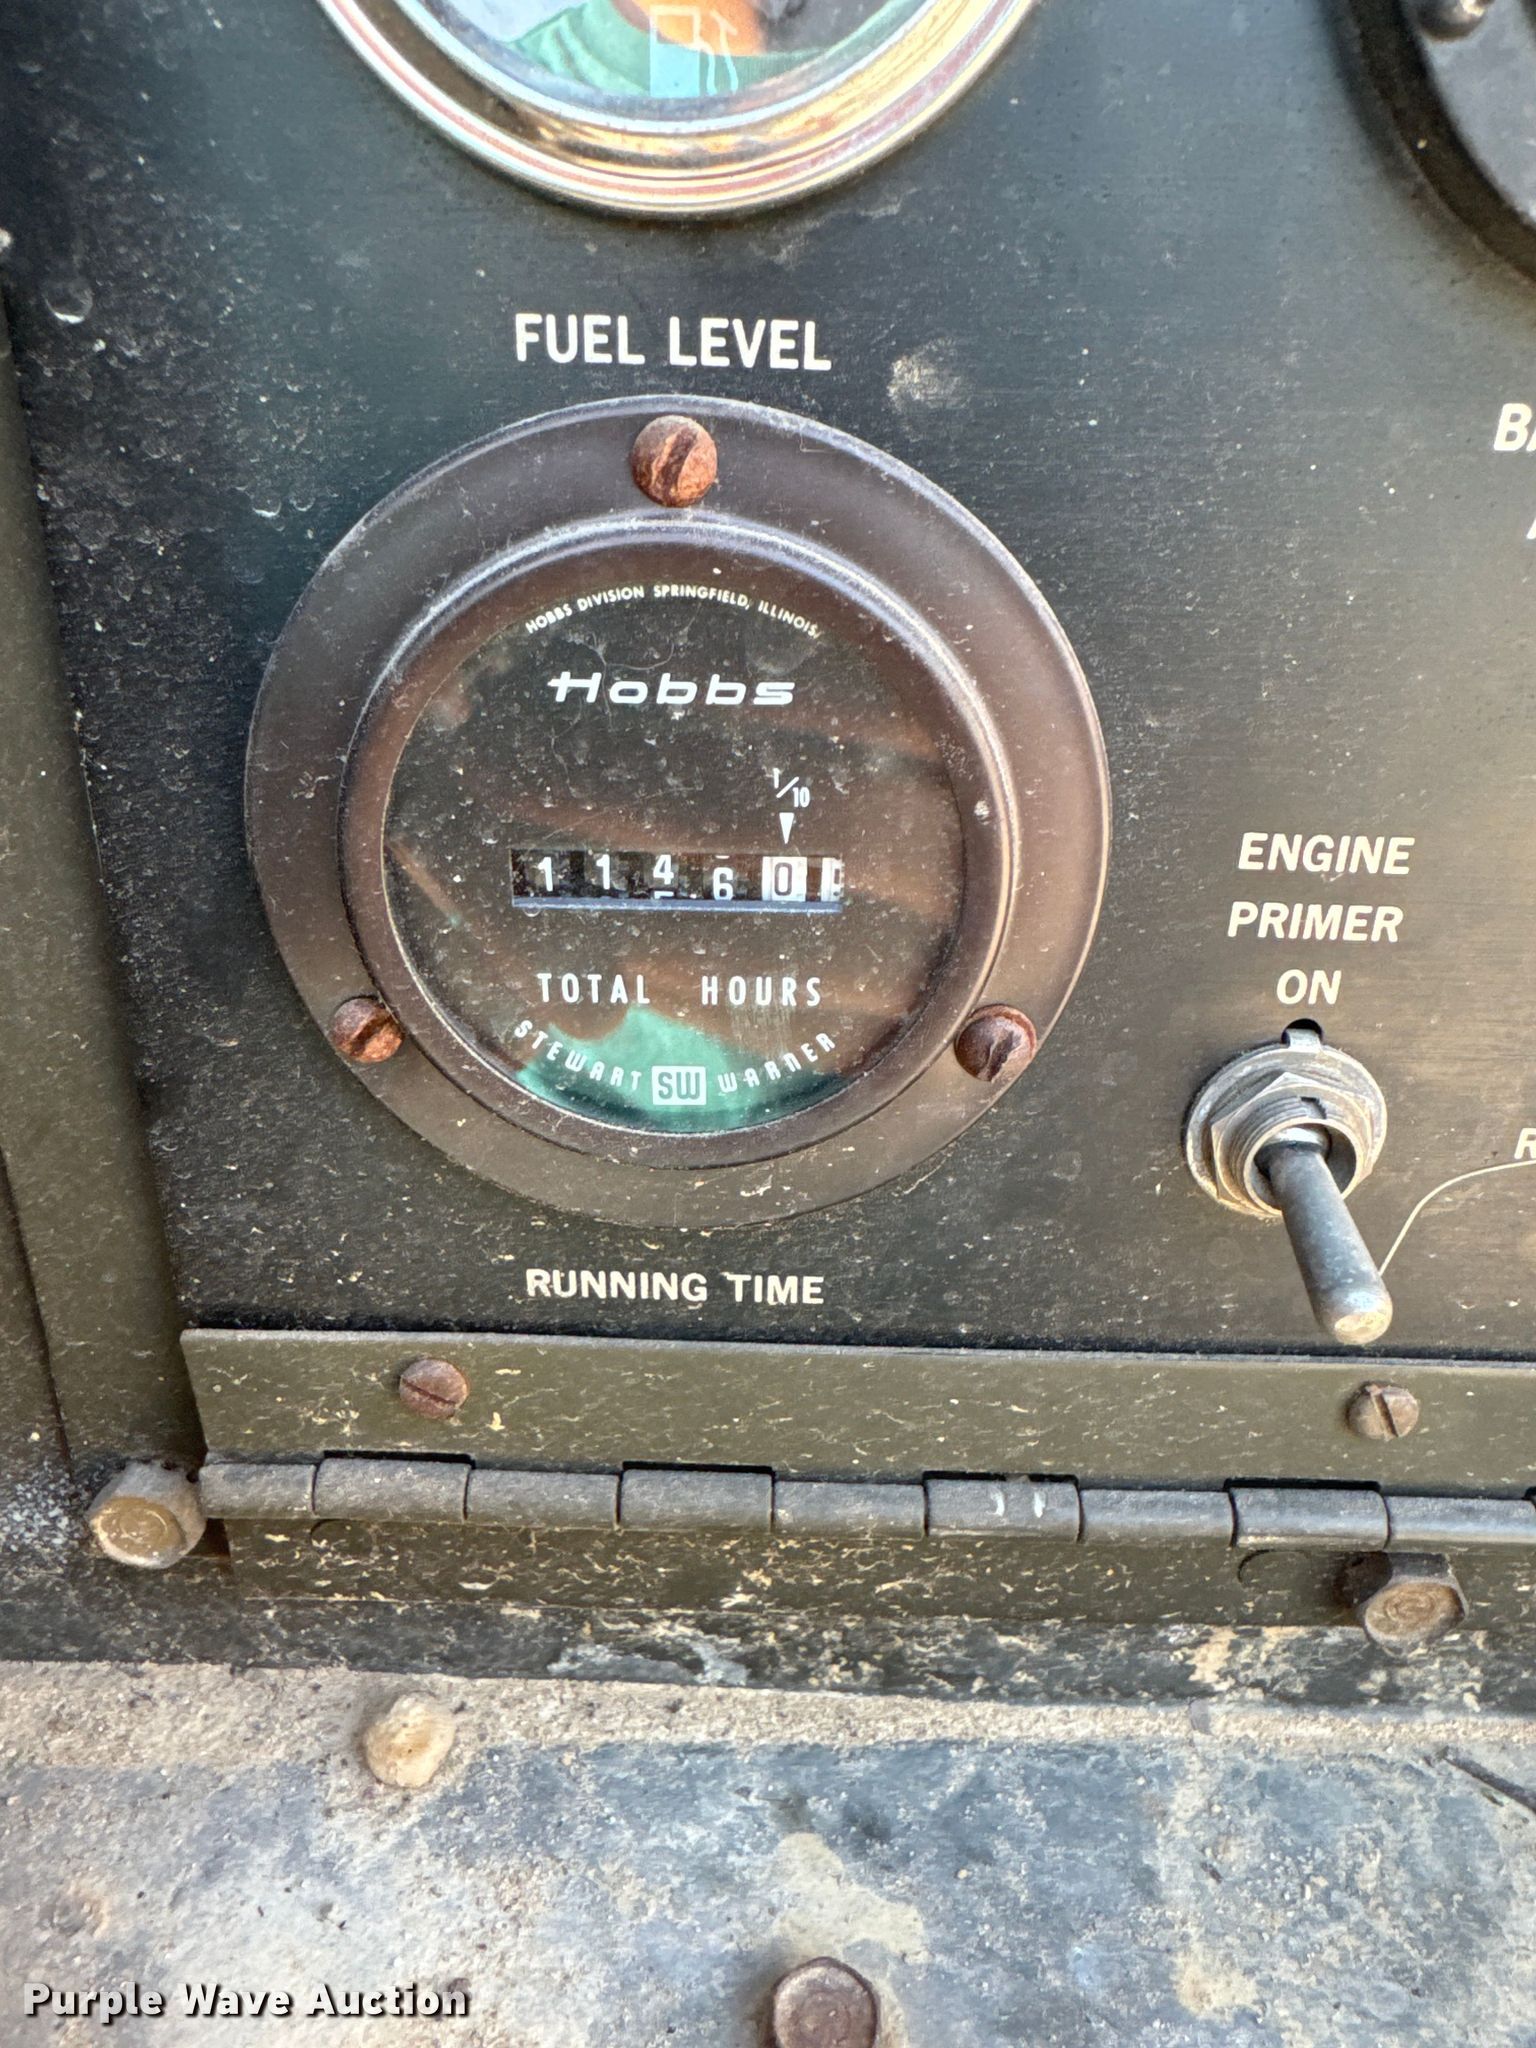 FUEL LEVEL
HOBBS DIVISION SPRINGFIELD, ILLINOIS
Hobbs
1/10
1 1 4 6 0
TOTAL HOURS
STEWART SW WARNER
RUNNING TIME
ENGINE
PRIMER
ON
Purple Wave Auction